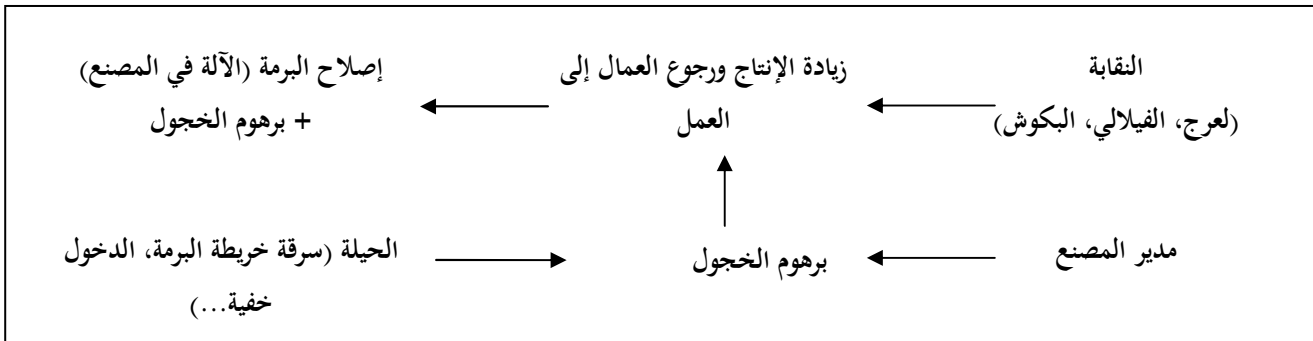 النقابة
(لعرج، الفيلالي، البكوش)
زيادة الإنتاج ورجوع العمال إلى
العمل
إصلاح البرمة (الآلة في المصنع)
+ برهوم الخجول
مدير المصنع
برهوم الخجول
الحيلة (سرقة خريطة البرمة، الدخول
خفية...)